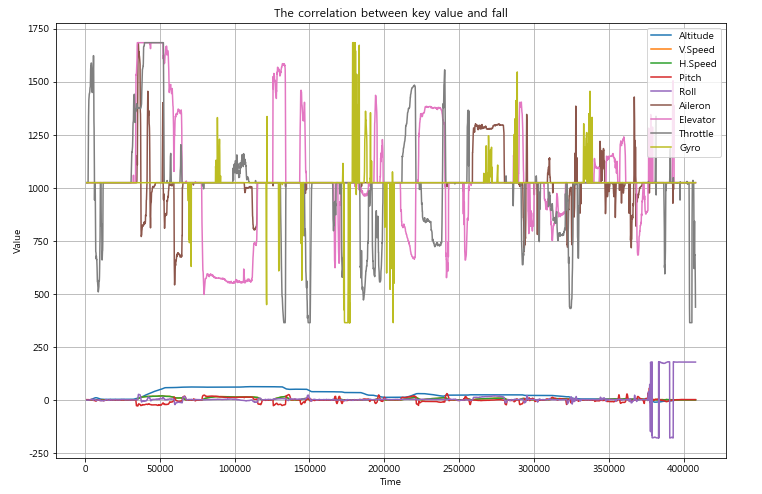 The correlation between key value and fall
1750
1500
1250
1000
750
500
250
0
-250
Value
0
50000
100000
150000
200000
250000
300000
350000
400000
Time
Altitude
V.Speed
H.Speed
Pitch
Roll
Aileron
Elevator
Throttle
Gyro